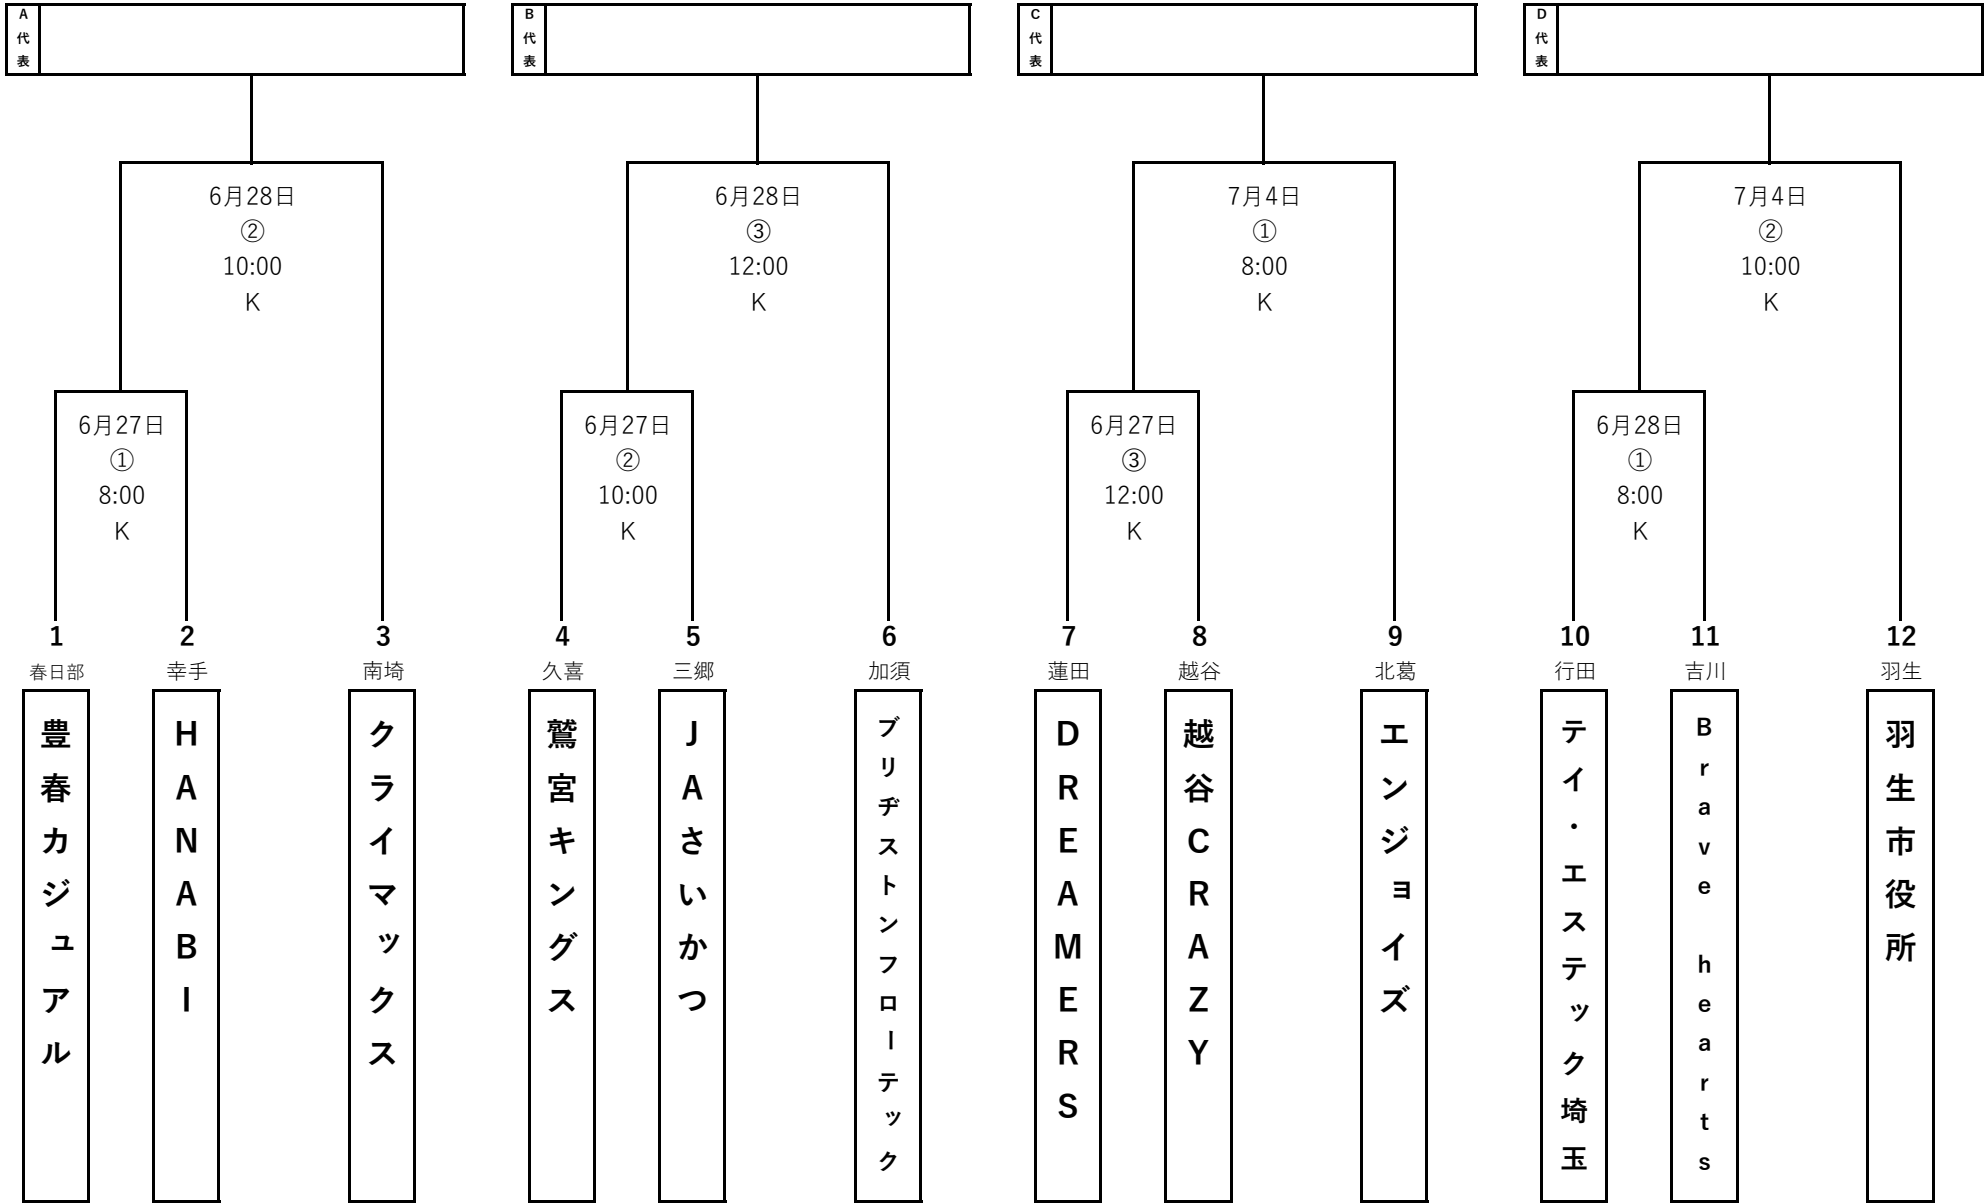 A代表
B代表
C代表
D代表
6月28日
②
10:00
K
6月28日
③
12:00
K
7月4日
①
8:00
K
7月4日
②
10:00
K
6月27日
①
8:00
K
6月27日
②
10:00
K
6月27日
③
12:00
K
6月28日
①
8:00
K
1
春日部
豊春カジュアル
2
幸手
HANABI
3
南埼
クライマックス
4
久喜
鷲宮キングス
5
三郷
JAさいかつ
6
加須
ブリヂストンフローテック
7
蓮田
DREAMERS
8
越谷
越谷CRAZY
9
北葛
エンジョイズ
10
行田
テイ・エステック埼玉
11
吉川
Brave hearts
12
羽生
羽生市役所